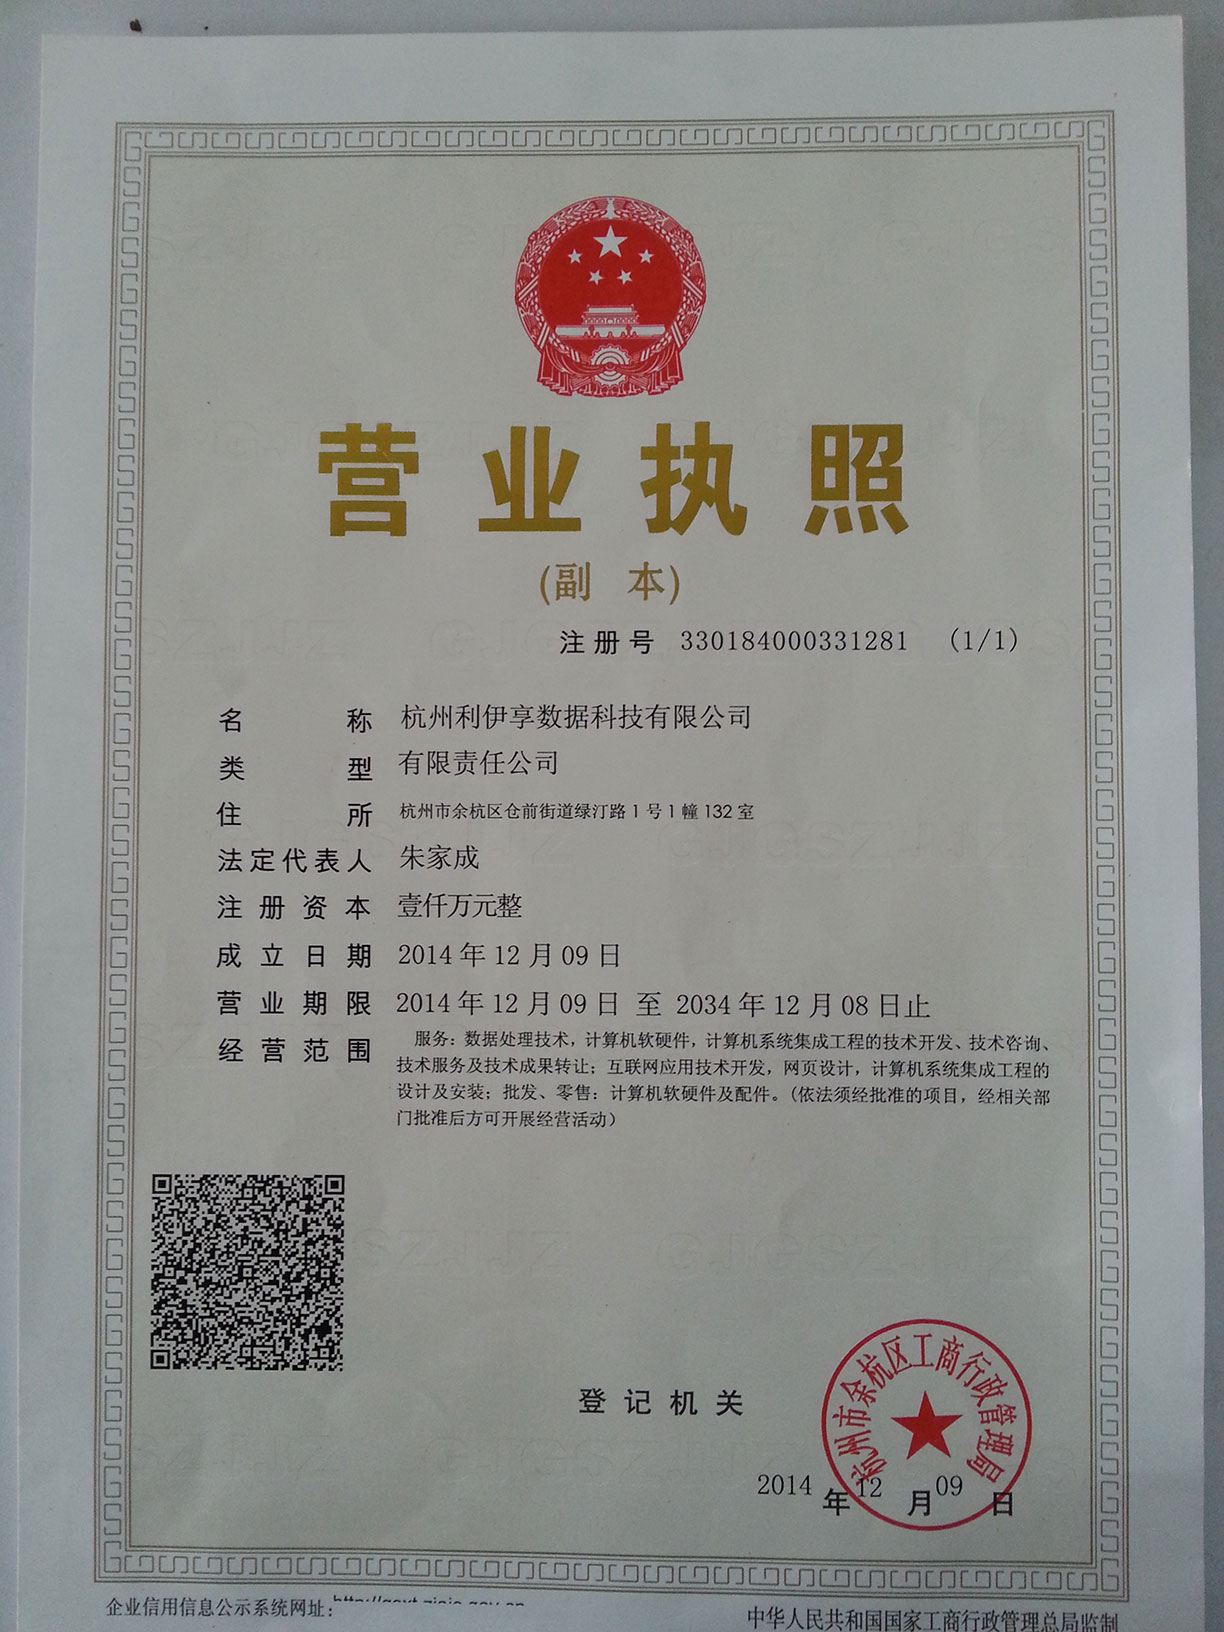 营业执照
(副 本)
注册号 330184000331281 (1/1)
名称 杭州利伊享数据科技有限公司
类型 有限责任公司
住所 杭州市余杭区仓前街道绿汀路1号1幢132室
法定代表人 朱家成
注册资本 壹仟万元整
成立日期 2014年12月09日
营业期限 2014年12月09日 至 2034年12月08日止
经营范围 服务：数据处理技术，计算机软硬件，计算机系统集成工程的技术开发、技术咨询、
技术服务及技术成果转让；互联网应用技术开发，网页设计，计算机系统集成工程的
设计及安装；批发、零售：计算机软硬件及配件。(依法须经批准的项目，经相关部
门批准后方可开展经营活动)
杭州市余杭区工商行政管理局
登记机关
2014年12月09日
企业信用信息公示系统网址：
中华人民共和国国家工商行政管理总局监制